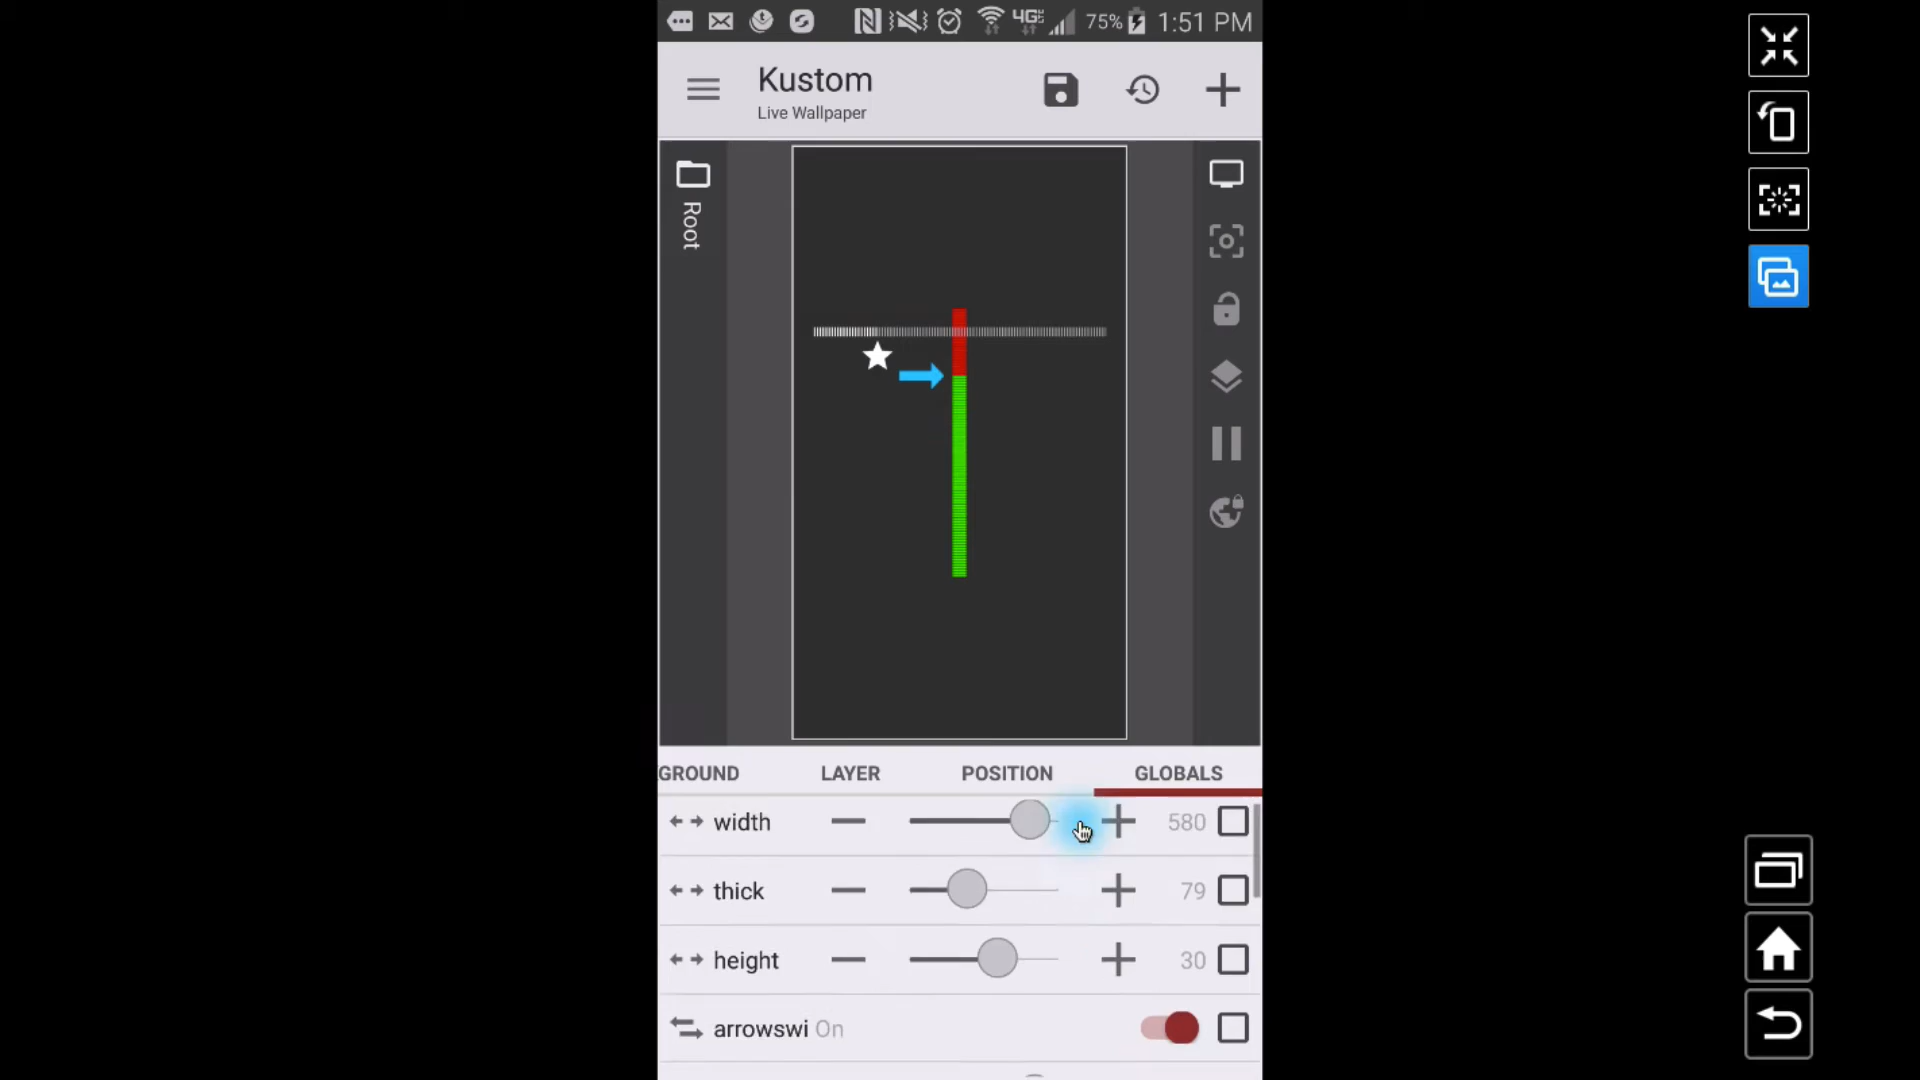 4G 75% 1:51 PM
Kustom
Live Wallpaper
Root
GROUND LAYER POSITION GLOBALS
width 580
thick 79
height 30
arrowswi On